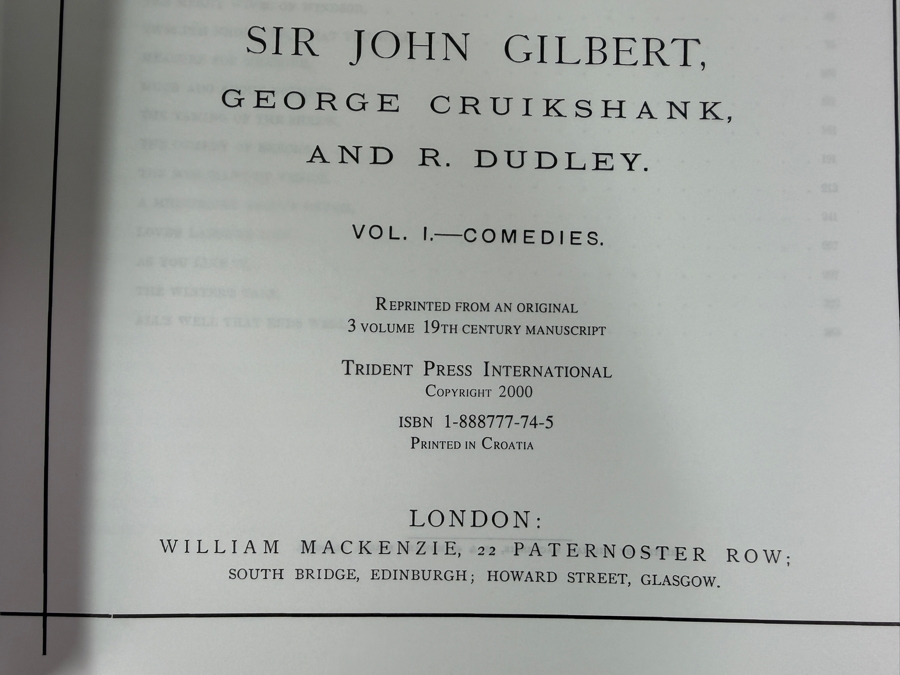 SIR JOHN GILBERT,
GEORGE CRUIKSHANK,
AND R. DUDLEY.
VOL. I.—COMEDIES.
REPRINTED FROM AN ORIGINAL
3 VOLUME 19TH CENTURY MANUSCRIPT
TRIDENT PRESS INTERNATIONAL
COPYRIGHT 2000
ISBN 1-888777-74-5
PRINTED IN CROATIA
LONDON:
WILLIAM MACKENZIE, 22 PATERNOSTER ROW;
SOUTH BRIDGE, EDINBURGH; HOWARD STREET, GLASGOW.